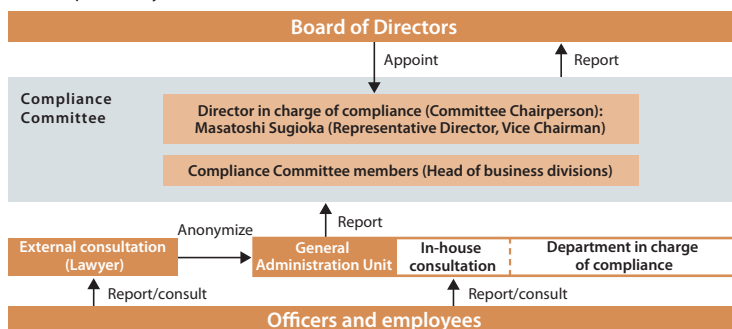 Board of Directors
Appoint
Report
Compliance
Committee
Director in charge of compliance (Committee Chairperson):
Masatoshi Sugioka (Representative Director, Vice Chairman)
Compliance Committee members (Head of business divisions)
Anonymize
Report
External consultation
(Lawyer)
General
Administration Unit
In-house
consultation
Department in charge
of compliance
Report/consult
Report/consult
Officers and employees